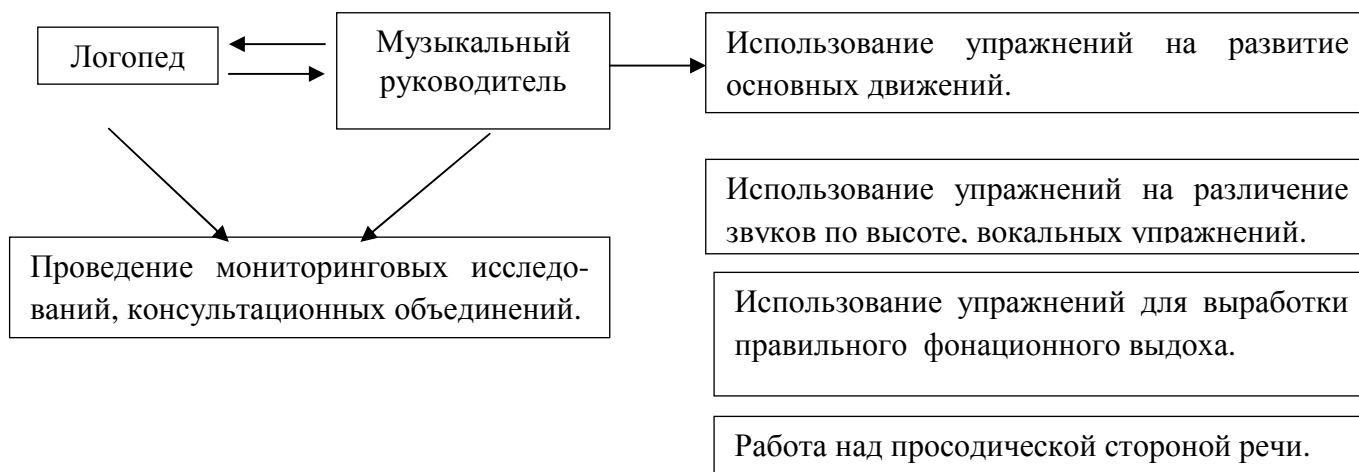 Логопед
Музыкальный
руководитель
Использование упражнений на развитие
основных движений.
Использование упражнений на различение
звуков по высоте, вокальных упражнений.
Проведение мониторинговых исследо-
ваний, консультационных объединений.
Использование упражнений для выработки
правильного фонационного выдоха.
Работа над просодической стороной речи.